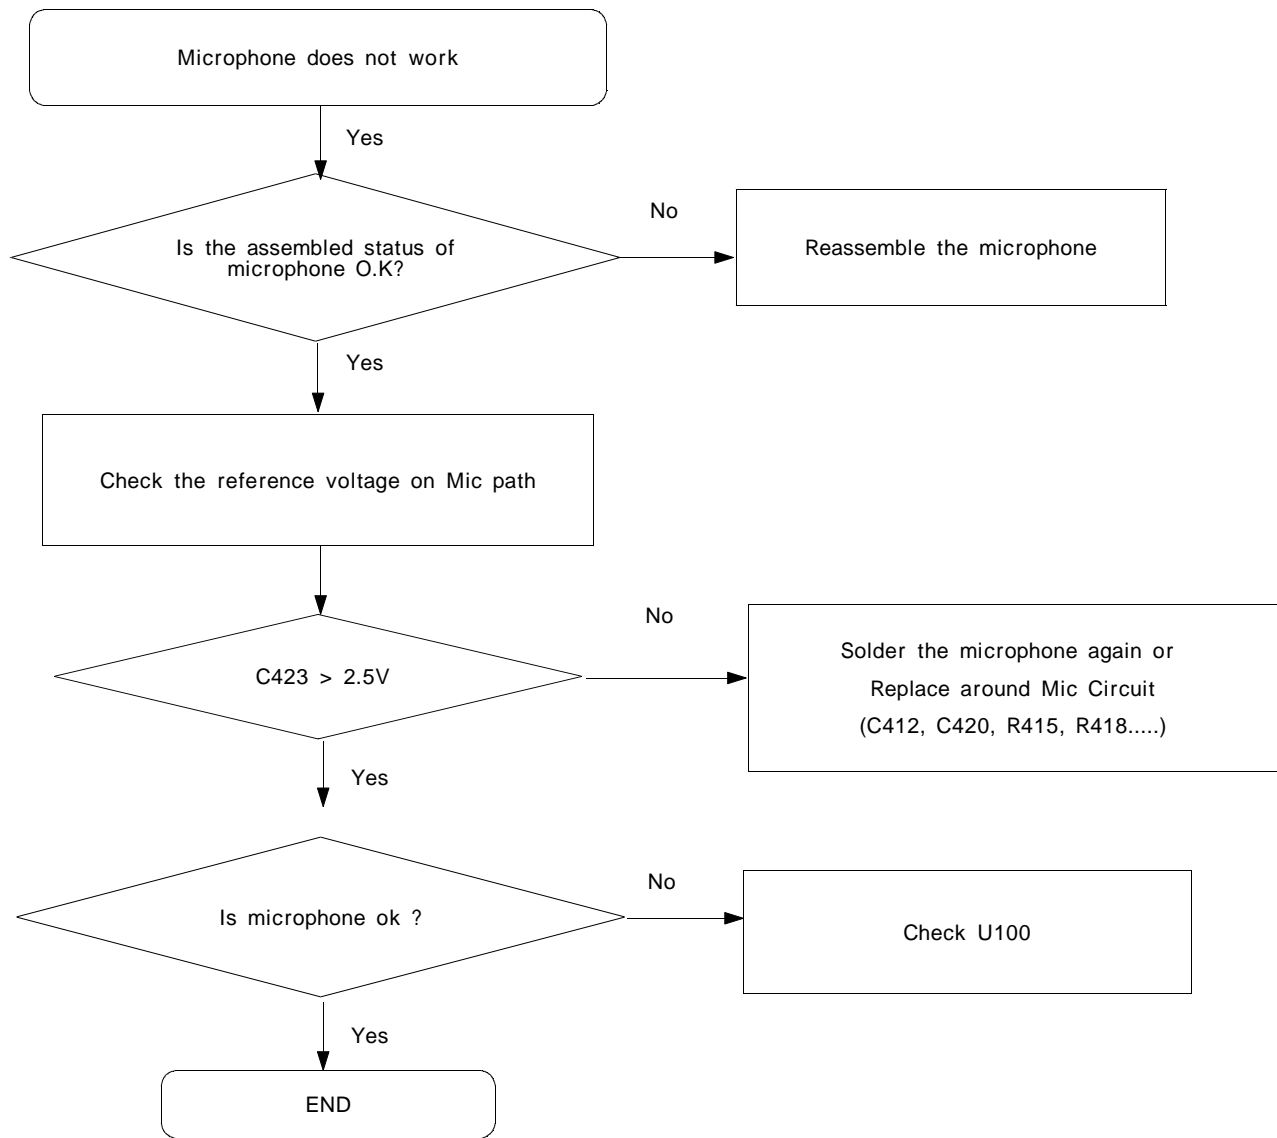 Microphone does not work
Yes
No
Is the assembled status of
microphone O.K?
Reassemble the microphone
Yes
Check the reference voltage on Mic path
No
C423 > 2.5V
Solder the microphone again or
Replace around Mic Circuit
(C412, C420, R415, R418.....)
Yes
No
Is microphone ok ?
Check U100
Yes
END